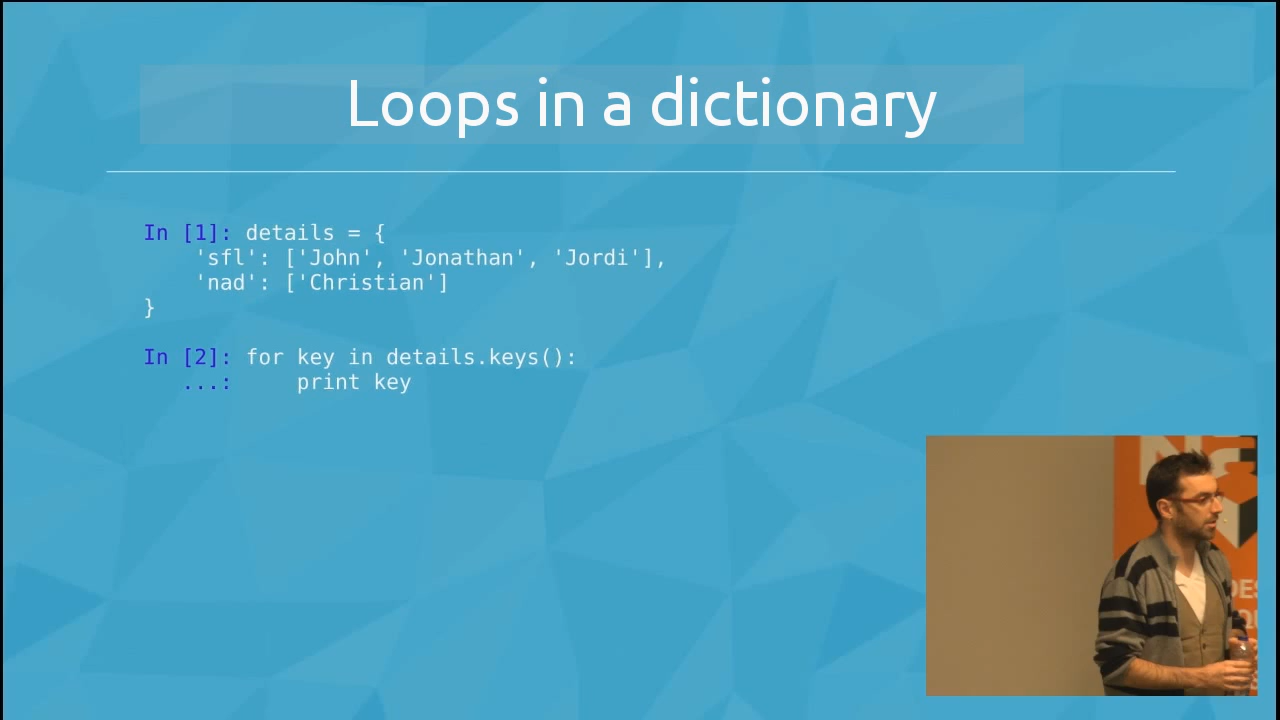 Loops in a dictionary
In [1]: details = {
    'sfl': ['John', 'Jonathan', 'Jordi'],
    'nad': ['Christian']
}
In [2]: for key in details.keys():
   ...:     print key